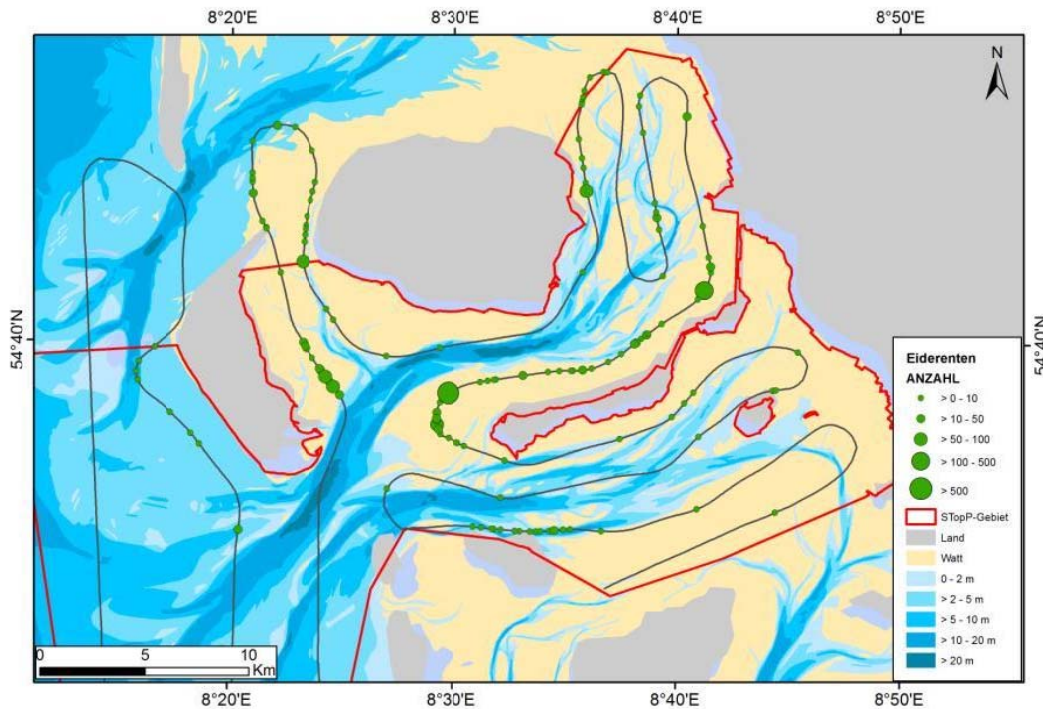 8°20'E 8°30'E 8°40'E 8°50'E
N
54°40'N
54°40'N
Eiderenten
ANZAHL
> 0 - 10
> 10 - 50
> 50 - 100
> 100 - 500
> 500
STopP-Gebiet
Land
Watt
0 - 2 m
> 2 - 5 m
> 5 - 10 m
> 10 - 20 m
> 20 m
0 5 10
Km
8°20'E 8°30'E 8°40'E 8°50'E